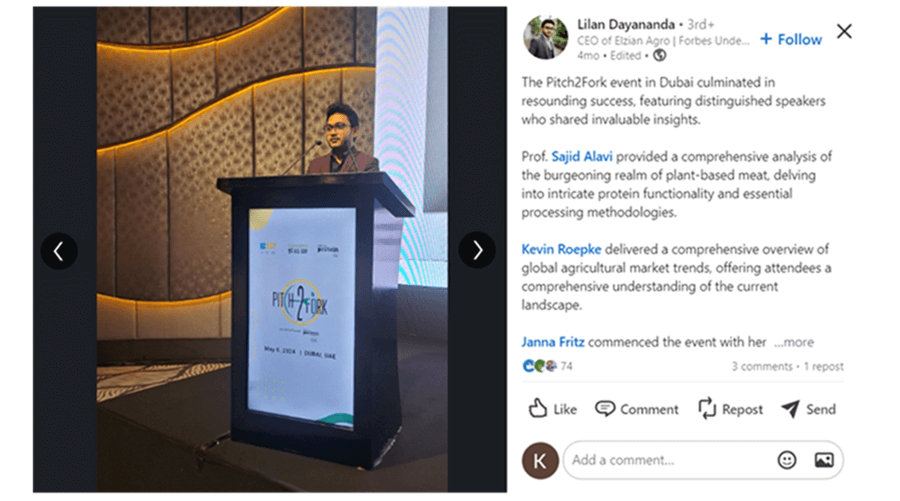 Lilan Dayananda • 3rd+
CEO of Elzian Agro | Forbes Unde...
4mo • Edited •
+ Follow
The Pitch2Fork event in Dubai culminated in
resounding success, featuring distinguished speakers
who shared invaluable insights.
Prof. Sajid Alavi provided a comprehensive analysis of
the burgeoning realm of plant-based meat, delving
into intricate protein functionality and essential
processing methodologies.
Kevin Roepke delivered a comprehensive overview of
global agricultural market trends, offering attendees a
comprehensive understanding of the current
landscape.
Janna Fritz commenced the event with her ...more
74
3 comments • 1 repost
Like
Comment
Repost
Send
K
Add a comment...
PITCH 2 FORK
May 6, 2024 | DUBAI, UAE